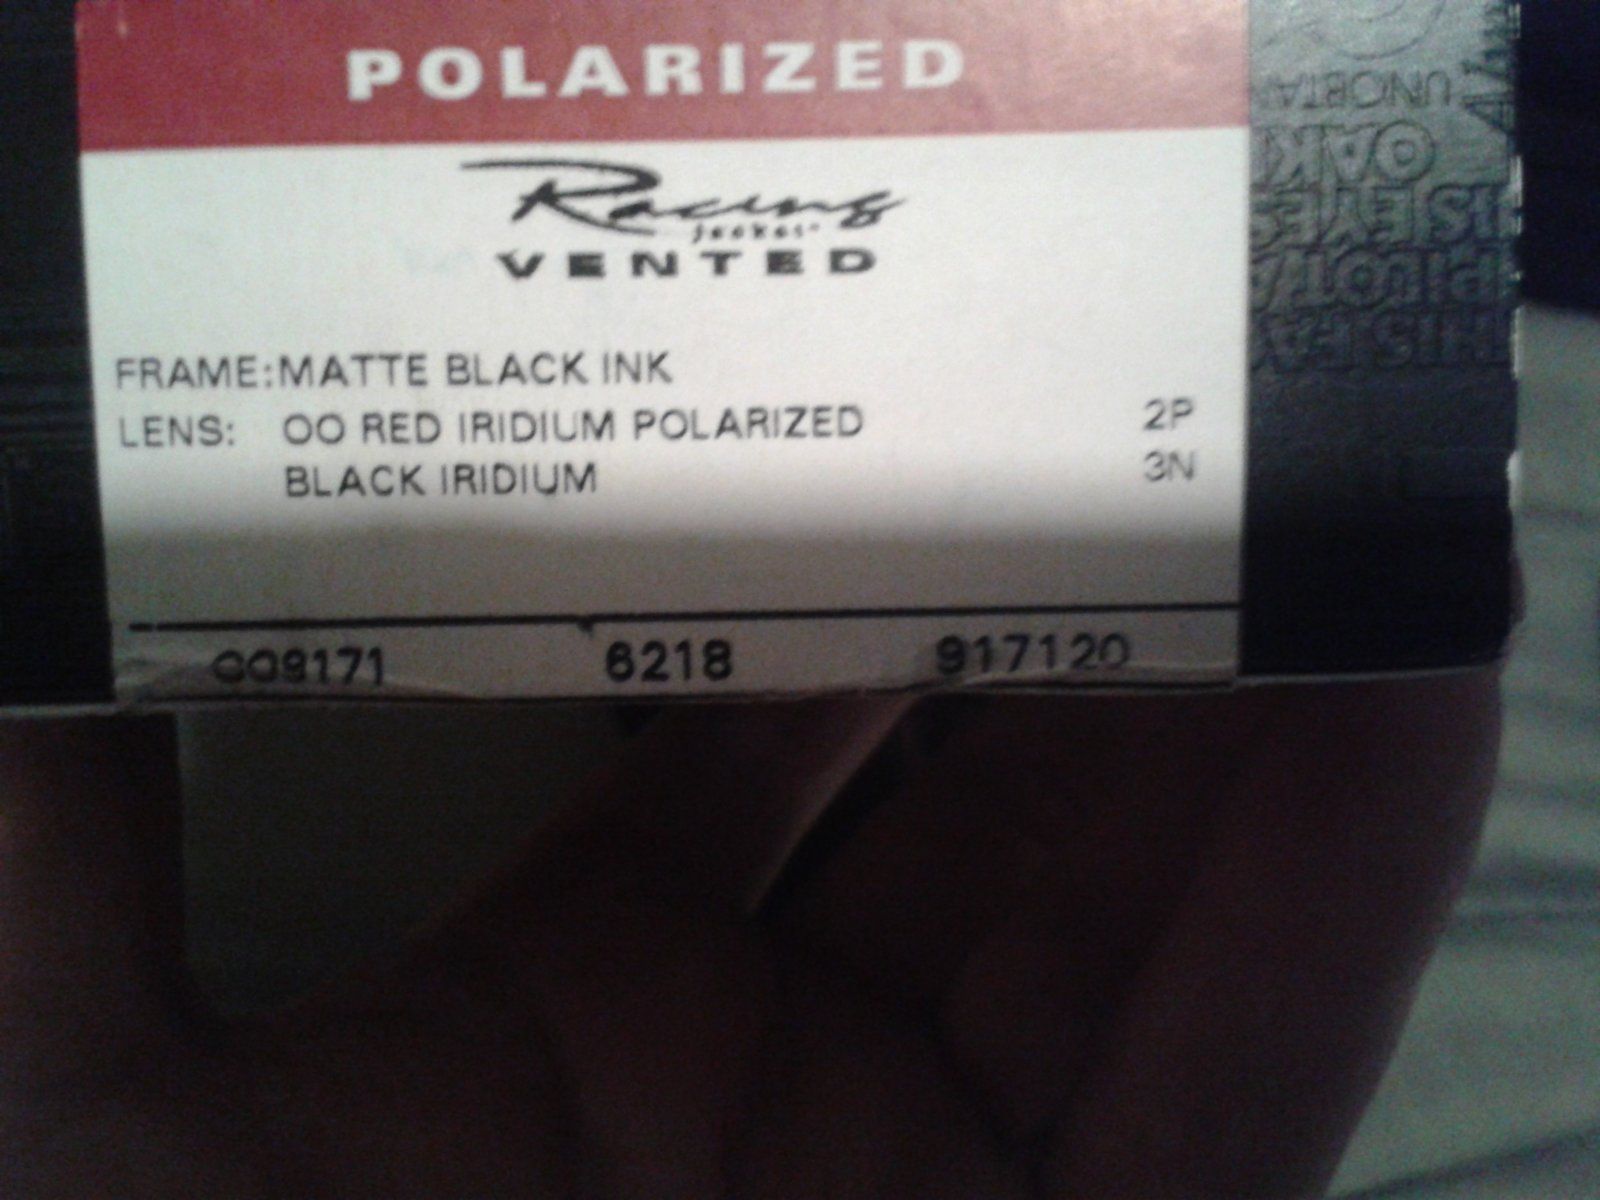 POLARIZED
Racing
Jacket
VENTED
FRAME: MATTE BLACK INK
LENS: OO RED IRIDIUM POLARIZED 2P
BLACK IRIDIUM 3N
OO9171 6218 917120